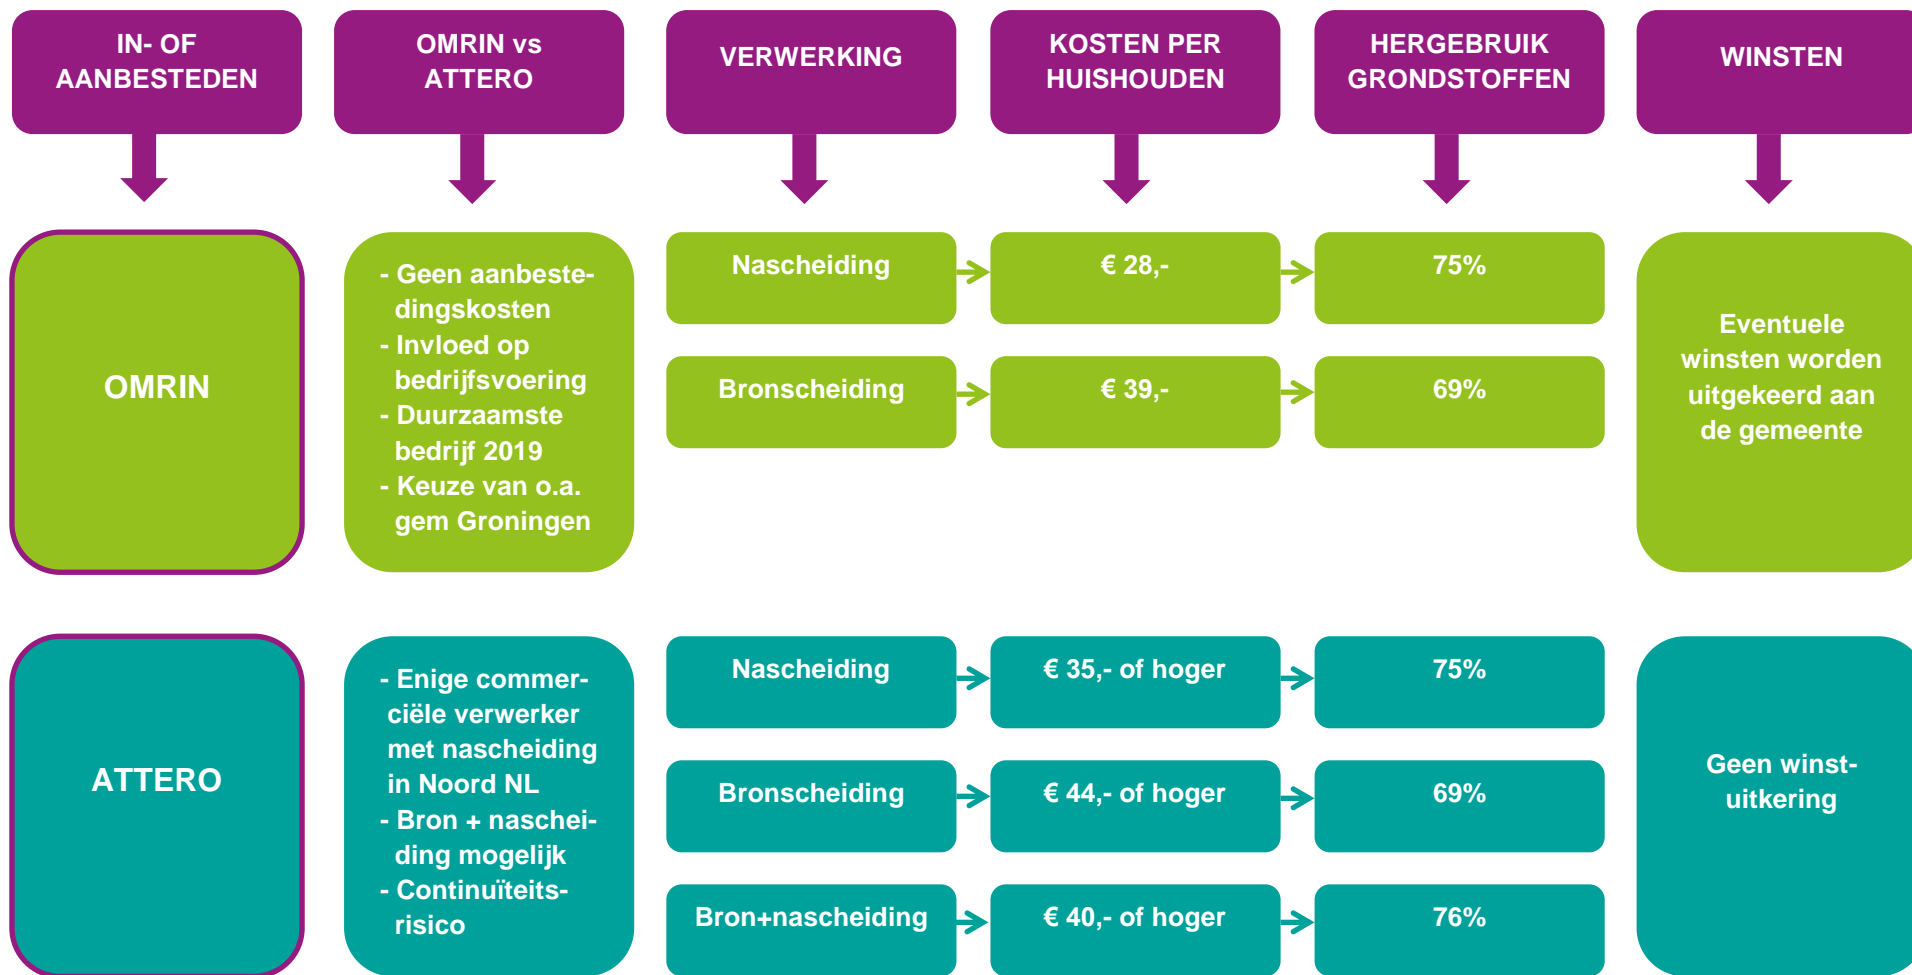 IN- OF
AANBESTEDEN
OMRIN vs
ATTERO
VERWERKING
KOSTEN PER
HUISHOUDEN
HERGEBRUIK
GRONDSTOFFEN
WINSTEN
OMRIN
- Geen aanbeste-
dingskosten
- Invloed op
bedrijfsvoering
- Duurzaamste
bedrijf 2019
- Keuze van o.a.
gem Groningen
Nascheiding
€ 28,-
75%
Bronscheiding
€ 39,-
69%
Eventuele
winsten worden
uitgekeerd aan
de gemeente
ATTERO
- Enige commer-
ciële verwerker
met nascheiding
in Noord NL
- Bron + naschei-
ding mogelijk
- Continuïteits-
risico
Nascheiding
€ 35,- of hoger
75%
Bronscheiding
€ 44,- of hoger
69%
Bron+nascheiding
€ 40,- of hoger
76%
Geen winst-
uitkering